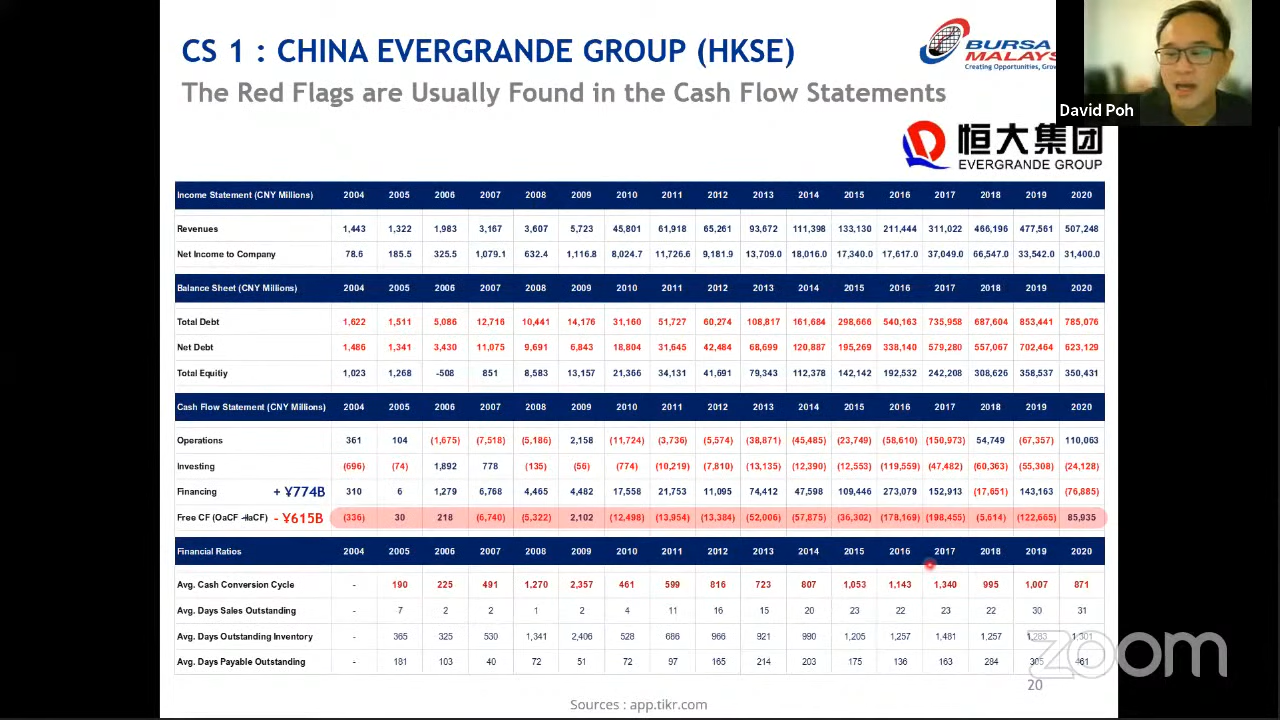 CS 1 : CHINA EVERGRANDE GROUP (HKSE)
BURSA
MALAYS
Creating Opportunities, Grow
The Red Flags are Usually Found in the Cash Flow Statements
David Poh
恒大集团
EVERGRANDE GROUP
Income Statement (CNY Millions) 2004 2005 2006 2007 2008 2009 2010 2011 2012 2013 2014 2015 2016 2017 2018 2019 2020
Revenues 1,443 1,322 1,983 3,167 3,607 5,723 45,801 61,918 65,261 93,672 111,398 133,130 211,444 311,022 466,196 477,561 507,248
Net Income to Company 78.6 185.5 325.5 1,079.1 632.4 1,116.8 8,024.7 11,726.6 9,181.9 13,709.0 18,016.0 17,340.0 17,617.0 37,049.0 66,547.0 33,542.0 31,400.0
Balance Sheet (CNY Millions) 2004 2005 2006 2007 2008 2009 2010 2011 2012 2013 2014 2015 2016 2017 2018 2019 2020
Total Debt 1,622 1,511 5,086 12,716 10,441 14,176 31,160 51,727 60,274 108,817 161,684 298,666 540,163 735,958 687,604 853,441 785,076
Net Debt 1,486 1,341 3,430 11,075 9,691 6,843 18,804 31,645 42,484 68,699 120,887 195,269 338,140 579,280 557,067 702,464 623,129
Total Equitiy 1,023 1,268 -508 851 8,583 13,157 21,366 34,131 41,691 79,343 112,378 142,142 192,532 242,208 308,626 358,537 350,431
Cash Flow Statement (CNY Millions) 2004 2005 2006 2007 2008 2009 2010 2011 2012 2013 2014 2015 2016 2017 2018 2019 2020
Operations 361 104 (1,675) (7,518) (5,186) 2,158 (11,724) (3,736) (5,574) (38,871) (45,485) (23,749) (58,610) (150,973) 54,749 (67,357) 110,063
Investing (696) (74) 1,892 778 (135) (56) (774) (10,219) (7,810) (13,135) (12,390) (12,553) (119,559) (47,482) (60,363) (55,308) (24,128)
Financing + ¥774B 310 6 1,279 6,768 4,465 4,482 17,558 21,753 11,095 74,412 47,598 109,446 273,079 152,913 (17,651) 143,163 (76,885)
Free CF (OaCF -IaCF) - ¥615B (336) 30 218 (6,740) (5,322) 2,102 (12,498) (13,954) (13,384) (52,006) (57,875) (36,302) (178,169) (198,455) (5,614) (122,665) 85,935
Financial Ratios 2004 2005 2006 2007 2008 2009 2010 2011 2012 2013 2014 2015 2016 2017 2018 2019 2020
Avg. Cash Conversion Cycle - 190 225 491 1,270 2,357 461 599 816 723 807 1,053 1,143 1,340 995 1,007 871
Avg. Days Sales Outstanding - 7 2 2 1 2 4 11 16 15 20 23 22 23 22 30 31
Avg. Days Outstanding Inventory - 365 325 530 1,341 2,406 528 686 966 921 990 1,205 1,257 1,481 1,257 1,283 1,301
Avg. Days Payable Outstanding - 181 103 40 72 51 72 97 165 214 203 175 136 163 284 305 461
zoom
20
Sources : app.tikr.com